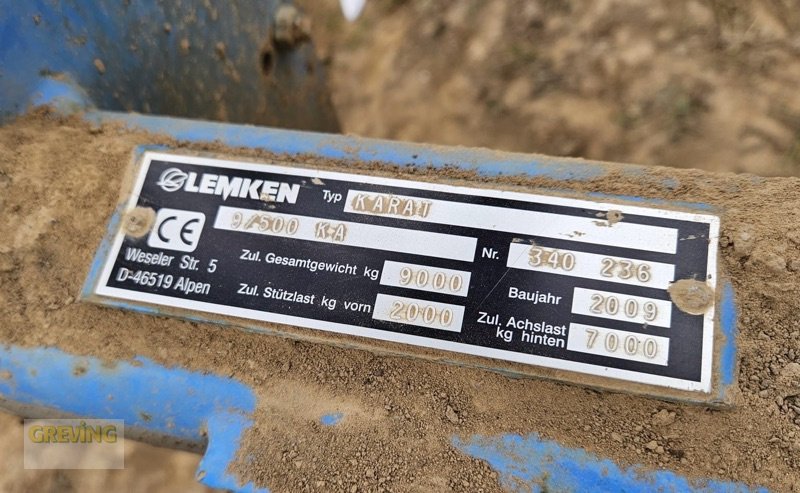 LEMKEN Typ KARAT
9/500 KA Nr. 340 236
CE
Weseler Str. 5
D-46519 Alpen
Zul. Gesamtgewicht kg 9000 Baujahr 2009
Zul. Stützlast kg vorn 2000 Zul. Achslast kg hinten 7000
GREVING